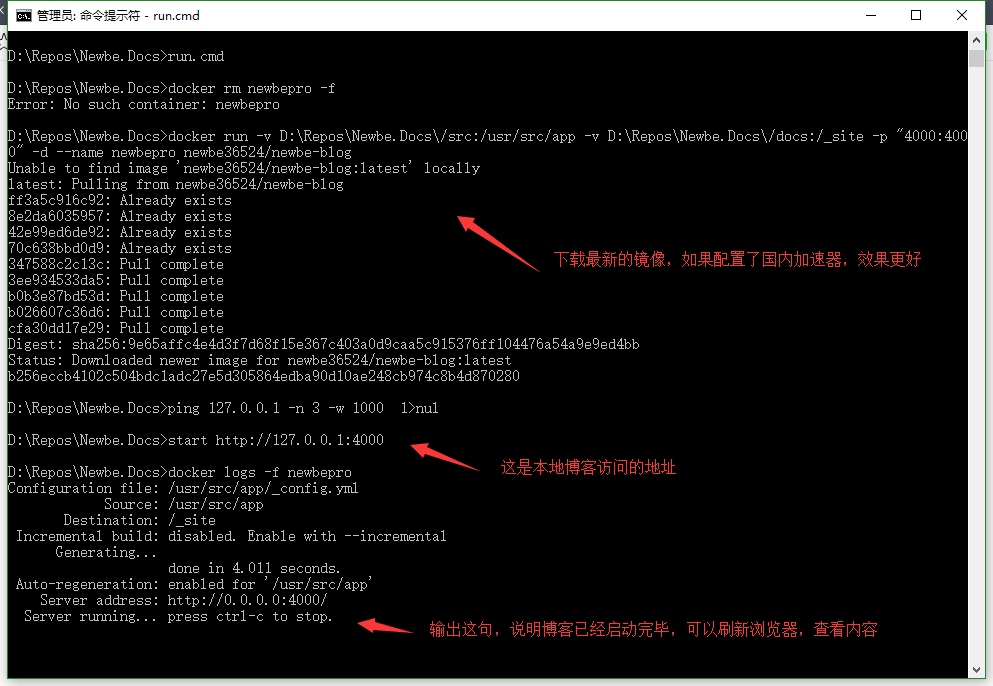 管理员: 命令提示符 - run.cmd
D:\Repos\Newbe.Docs>run.cmd
D:\Repos\Newbe.Docs>docker rm newbepro -f
Error: No such container: newbepro
D:\Repos\Newbe.Docs>docker run -v D:\Repos\Newbe.Docs\/src:/usr/src/app -v D:\Repos\Newbe.Docs\/docs:/_site -p "4000:400
0" -d --name newbepro newbe36524/newbe-blog
Unable to find image 'newbe36524/newbe-blog:latest' locally
latest: Pulling from newbe36524/newbe-blog
ff3a5c916c92: Already exists
8e2da6035957: Already exists
42e99ed6de92: Already exists
70c638bbd0d9: Already exists
下载最新的镜像，如果配置了国内加速器，效果更好
347588c2c13c: Pull complete
3ee934533da5: Pull complete
b0b3e87bd53d: Pull complete
b026607c36d6: Pull complete
cfa30dd17e29: Pull complete
Digest: sha256:9e65affc4e4d3f7d68f15e367c403a0d9caa5c915376ff104476a54a9e9ed4bb
Status: Downloaded newer image for newbe36524/newbe-blog:latest
b256eccb4102c504bdc1adc27e5d305864edba90d10ae248cb974c8b4d870280
D:\Repos\Newbe.Docs>ping 127.0.0.1 -n 3 -w 1000  1>nul
D:\Repos\Newbe.Docs>start http://127.0.0.1:4000
这是本地博客访问的地址
D:\Repos\Newbe.Docs>docker logs -f newbepro
Configuration file: /usr/src/app/_config.yml
Source: /usr/src/app
Destination: /_site
Incremental build: disabled. Enable with --incremental
Generating...
done in 4.011 seconds.
Auto-regeneration: enabled for '/usr/src/app'
Server address: http://0.0.0.0:4000/
Server running... press ctrl-c to stop.
输出这句，说明博客已经启动完毕，可以刷新浏览器，查看内容